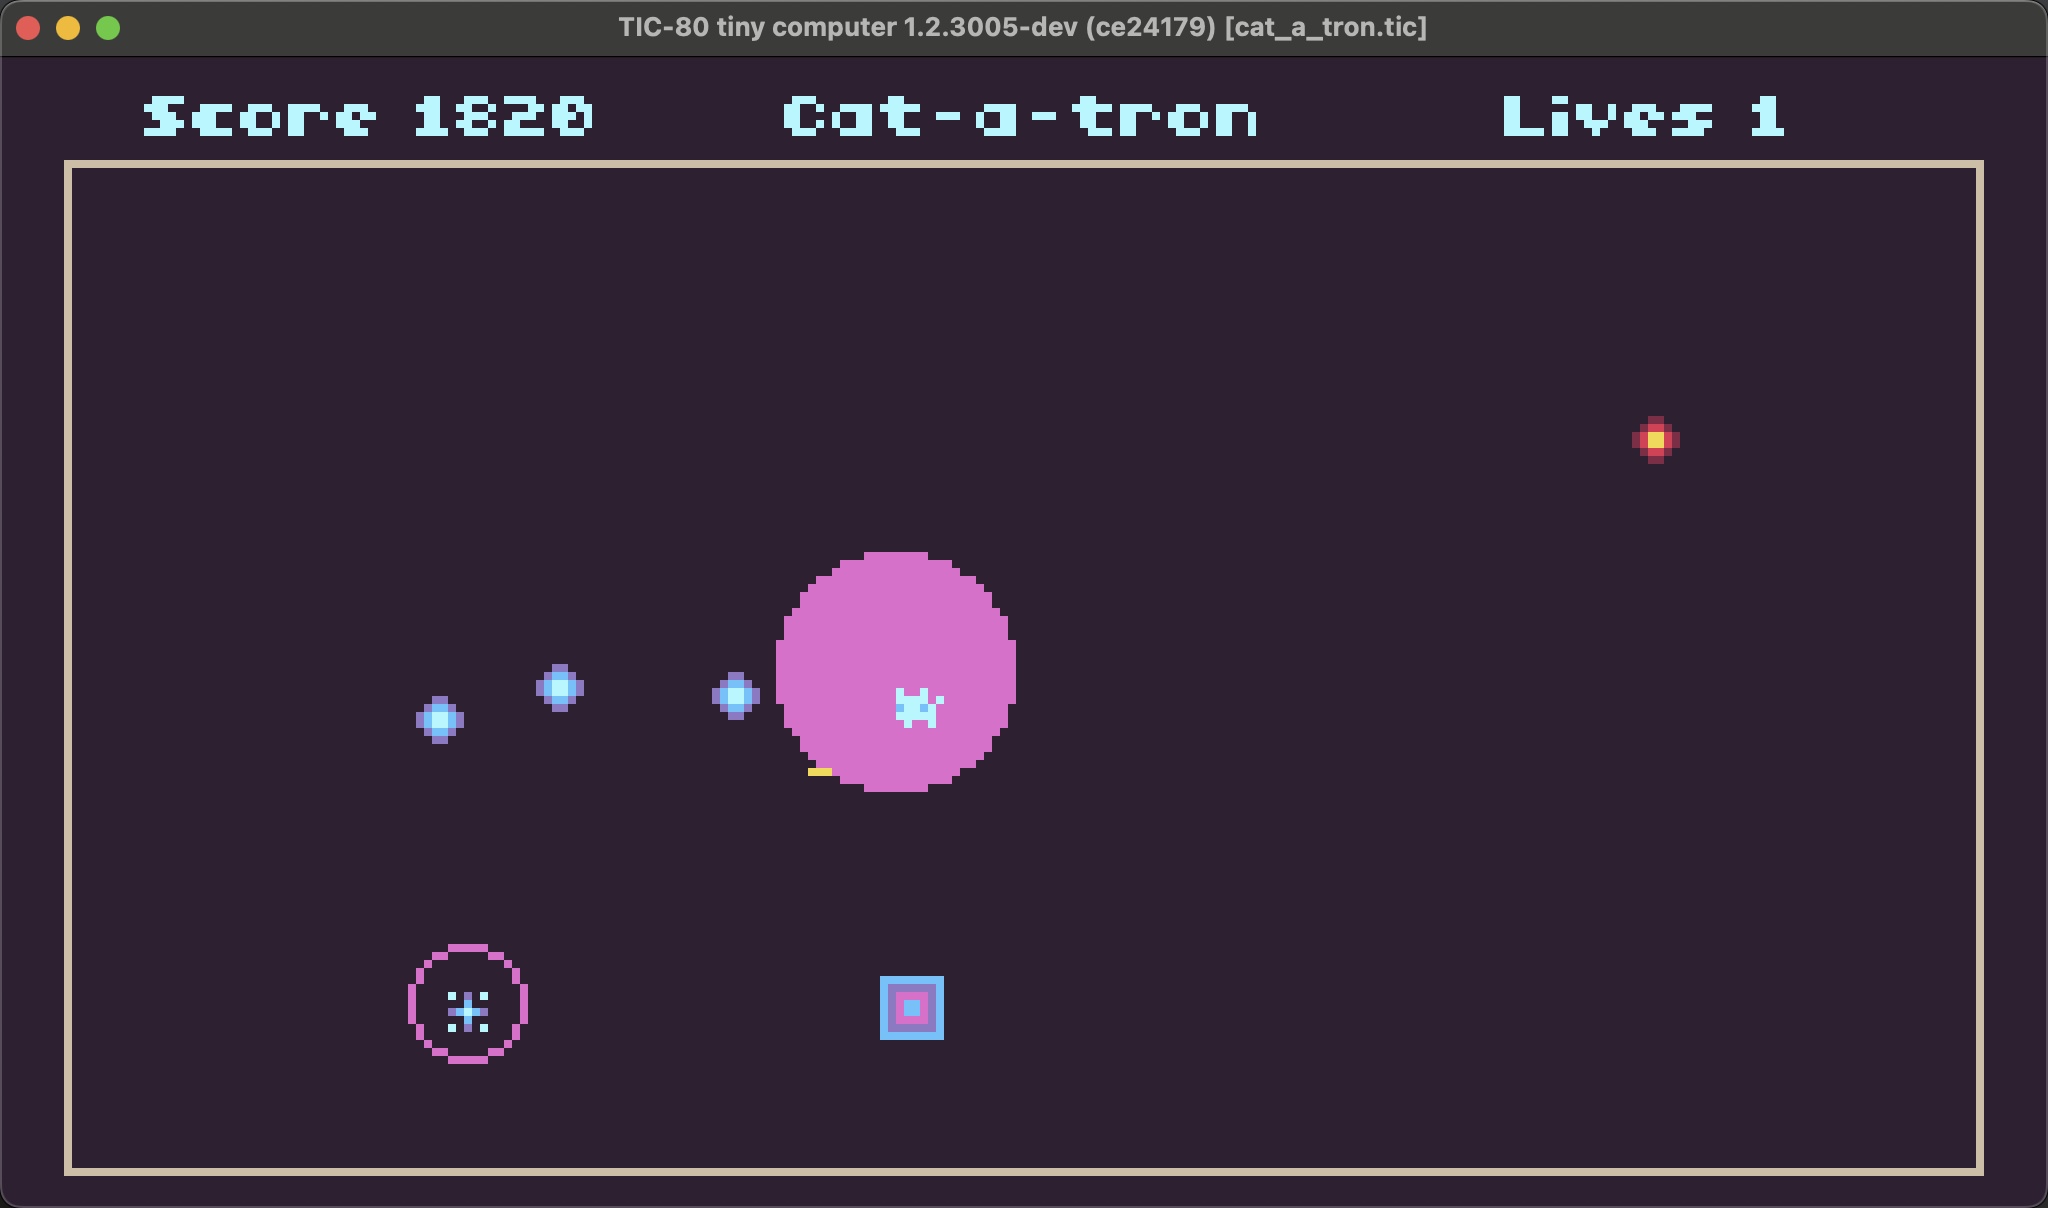 TIC-80 tiny computer 1.2.3005-dev (ce24179) [cat_a_tron.tic]
Score 1820 Cat-a-tron Lives 1